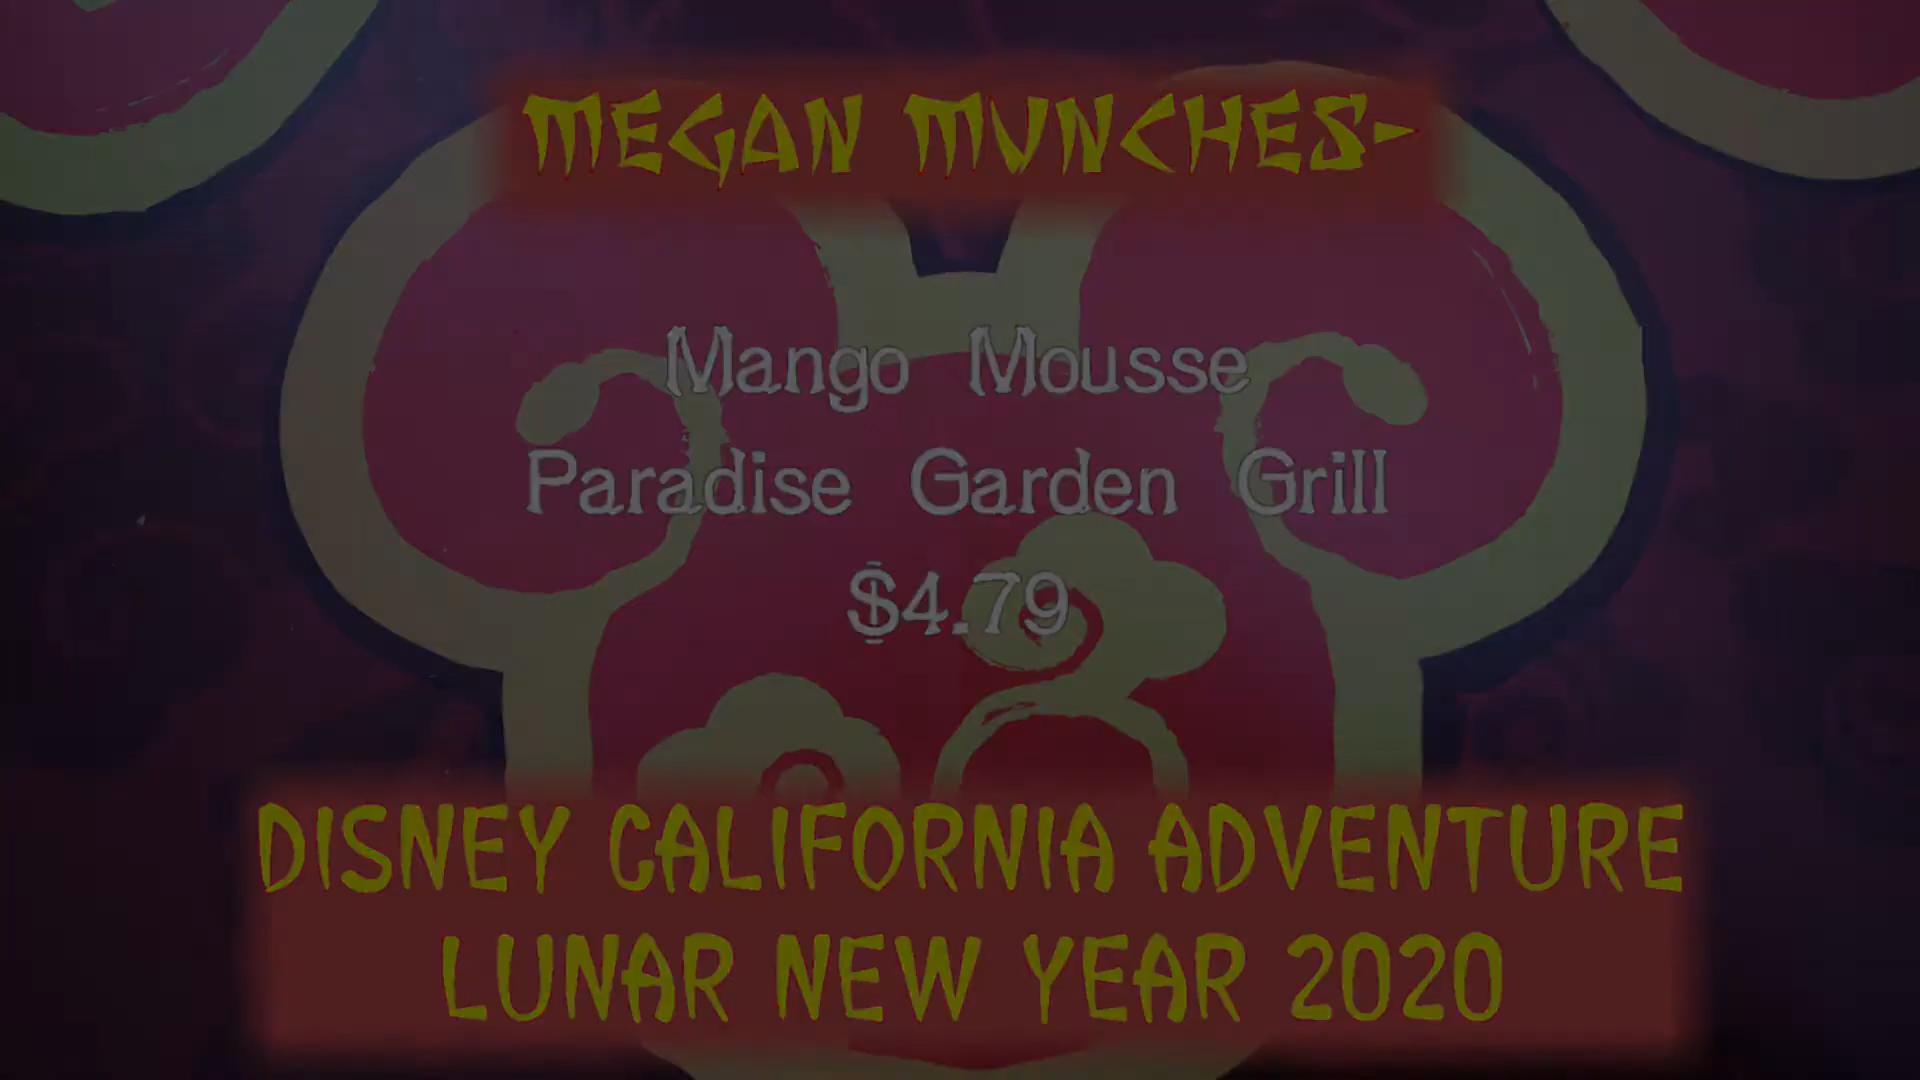 MEGAN MUNCHES-
Mango Mousse
Paradise Garden Grill
$4.79
DISNEY CALIFORNIA ADVENTURE
LUNAR NEW YEAR 2020